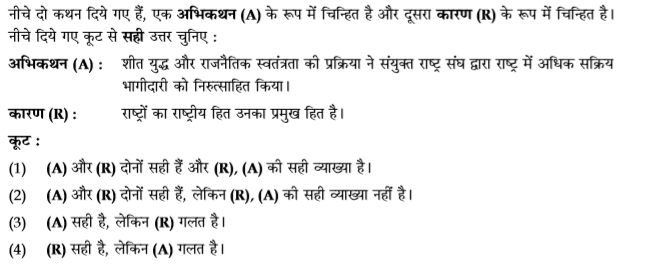 नीचे दो कथन दिये गए हैं, एक अभिकथन (A) के रूप में चिन्हित है और दूसरा कारण (R) के रूप में चिन्हित है।
नीचे दिये गए कूट से सही उत्तर चुनिए :
अभिकथन (A) : शीत युद्ध और राजनैतिक स्वतंत्रता की प्रक्रिया ने संयुक्त राष्ट्र संघ द्वारा राष्ट्र में अधिक सक्रिय
भागीदारी को निरुत्साहित किया।
कारण (R) : राष्ट्रों का राष्ट्रीय हित उनका प्रमुख हित है।
कूट :
(1) (A) और (R) दोनों सही हैं और (R), (A) की सही व्याख्या है।
(2) (A) और (R) दोनों सही हैं, लेकिन (R), (A) की सही व्याख्या नहीं है।
(3) (A) सही है, लेकिन (R) गलत है।
(4) (R) सही है, लेकिन (A) गलत है।